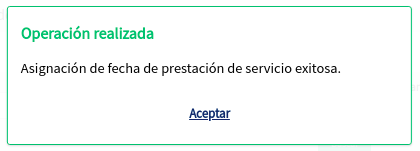 Operación realizada
Asignación de fecha de prestación de servicio exitosa.
Aceptar